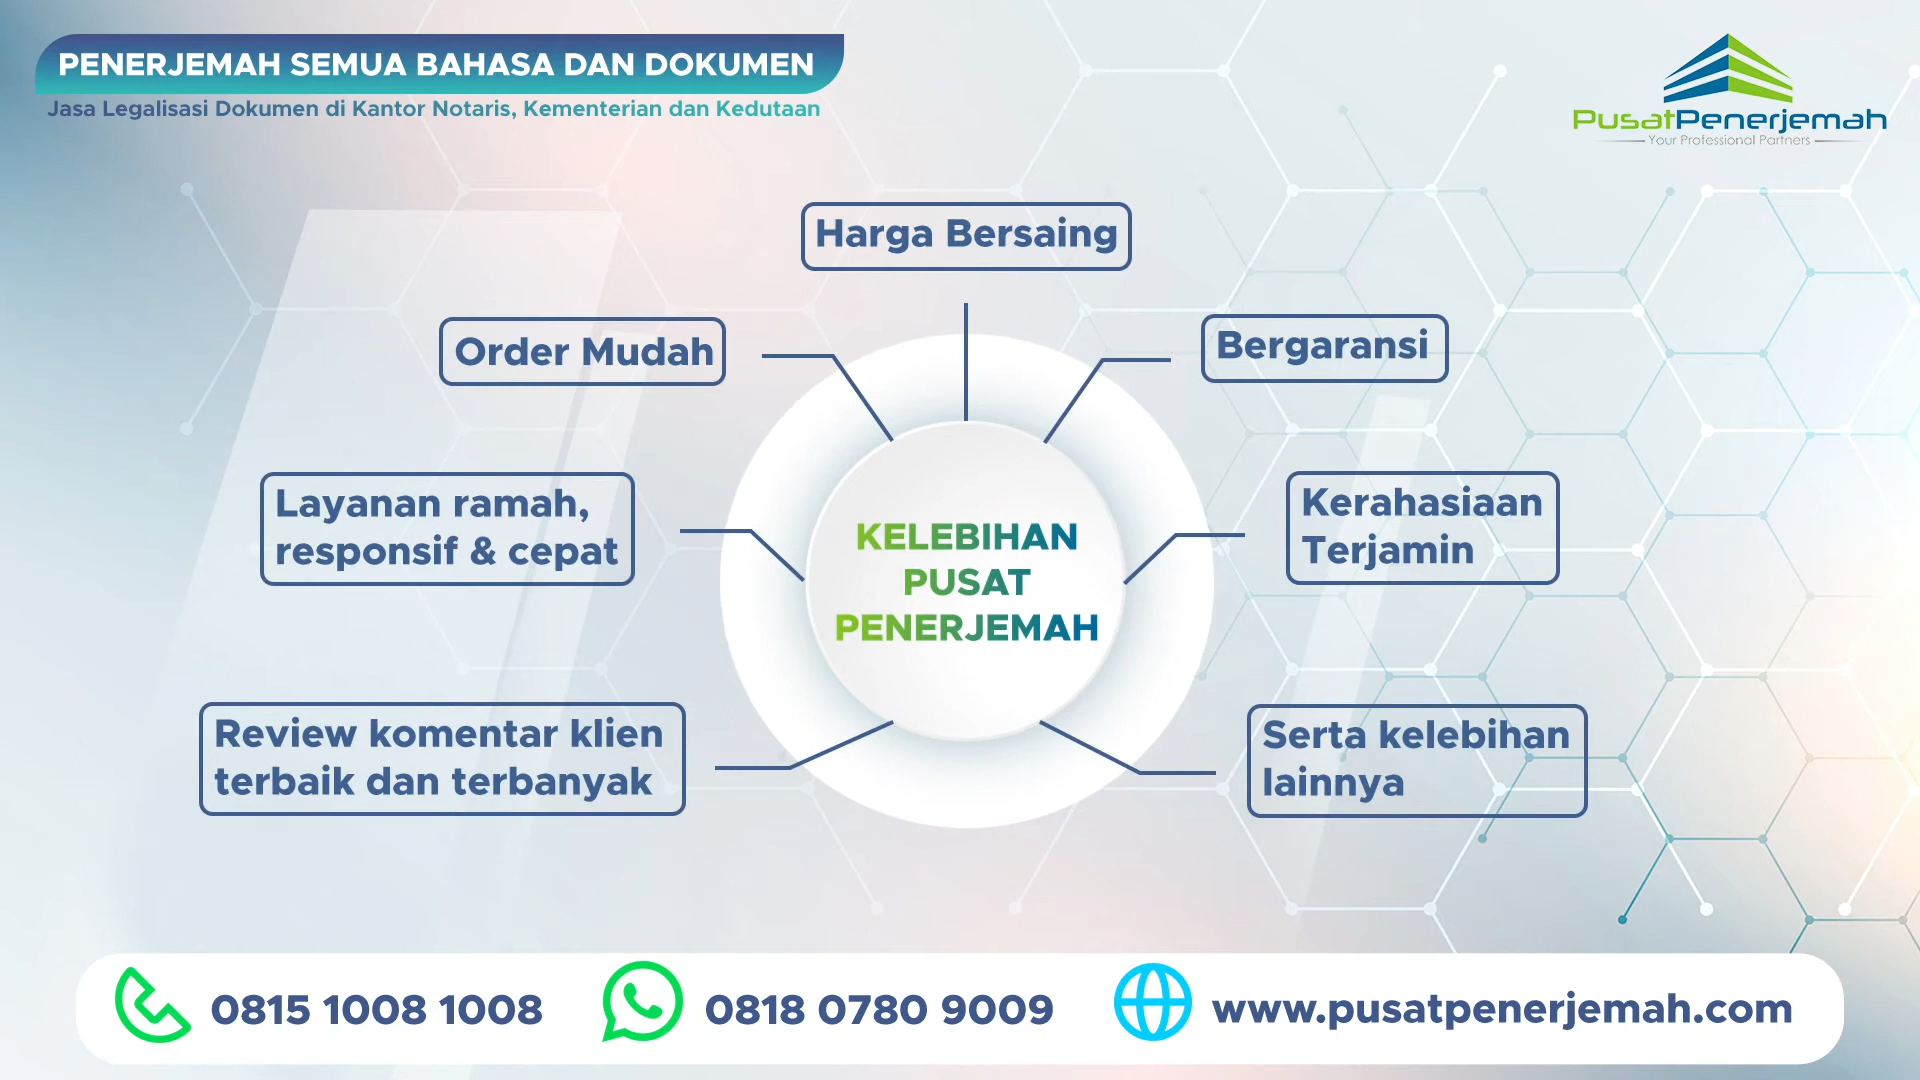 PENERJEMAH SEMUA BAHASA DAN DOKUMEN
Jasa Legalisasi Dokumen di Kantor Notaris, Kementerian dan Kedutaan
PusatPenerjemah
Your Professional Partners
Harga Bersaing
Order Mudah
Bergaransi
Layanan ramah,
responsif & cepat
Kerahasiaan
Terjamin
KELEBIHAN
PUSAT
PENERJEMAH
Review komentar klien
terbaik dan terbanyak
Serta kelebihan
lainnya
0815 1008 1008
0818 0780 9009
www.pusatpenerjemah.com